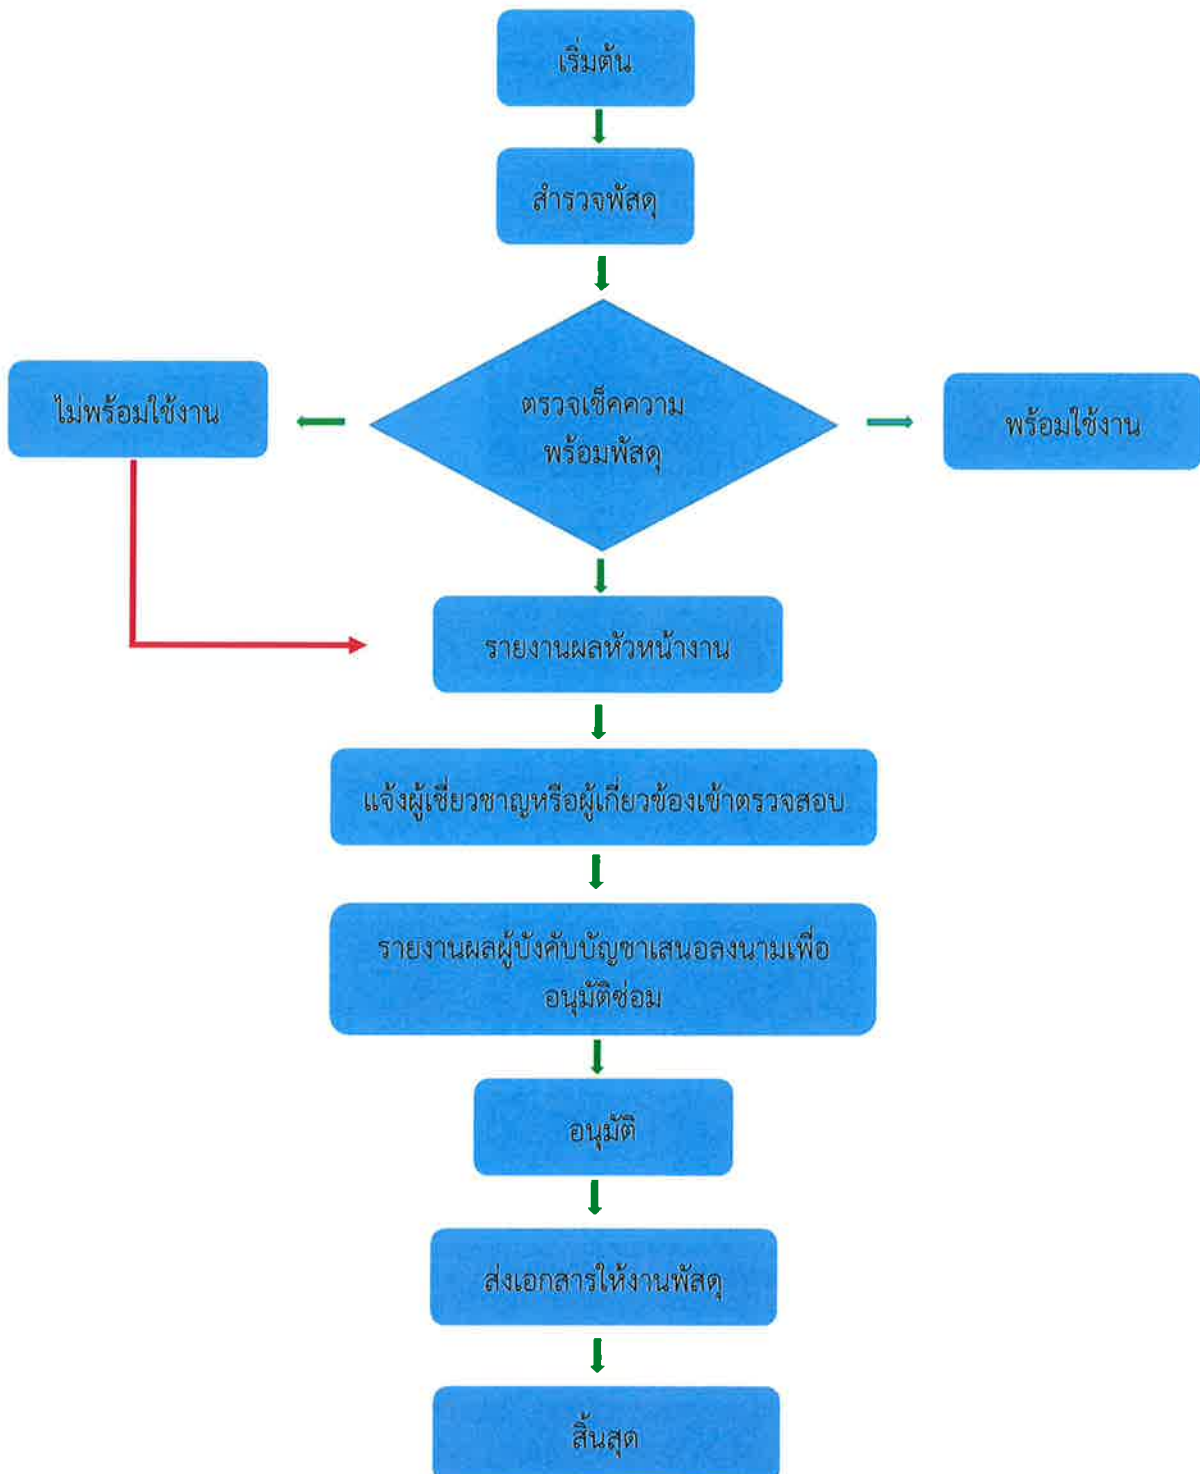 เริ่มต้น
สำรวจพัสดุ
ไม่พร้อมใช้งาน
ตรวจเช็คความ
พร้อมพัสดุ
พร้อมใช้งาน
รายงานผลหัวหน้างาน
แจ้งผู้เชี่ยวชาญหรือผู้เกี่ยวข้องเข้าตรวจสอบ
รายงานผลผู้บังคับบัญชาเสนอลงนามเพื่อ
อนุมัติซ่อม
อนุมัติ
ส่งเอกสารให้งานพัสดุ
สิ้นสุด